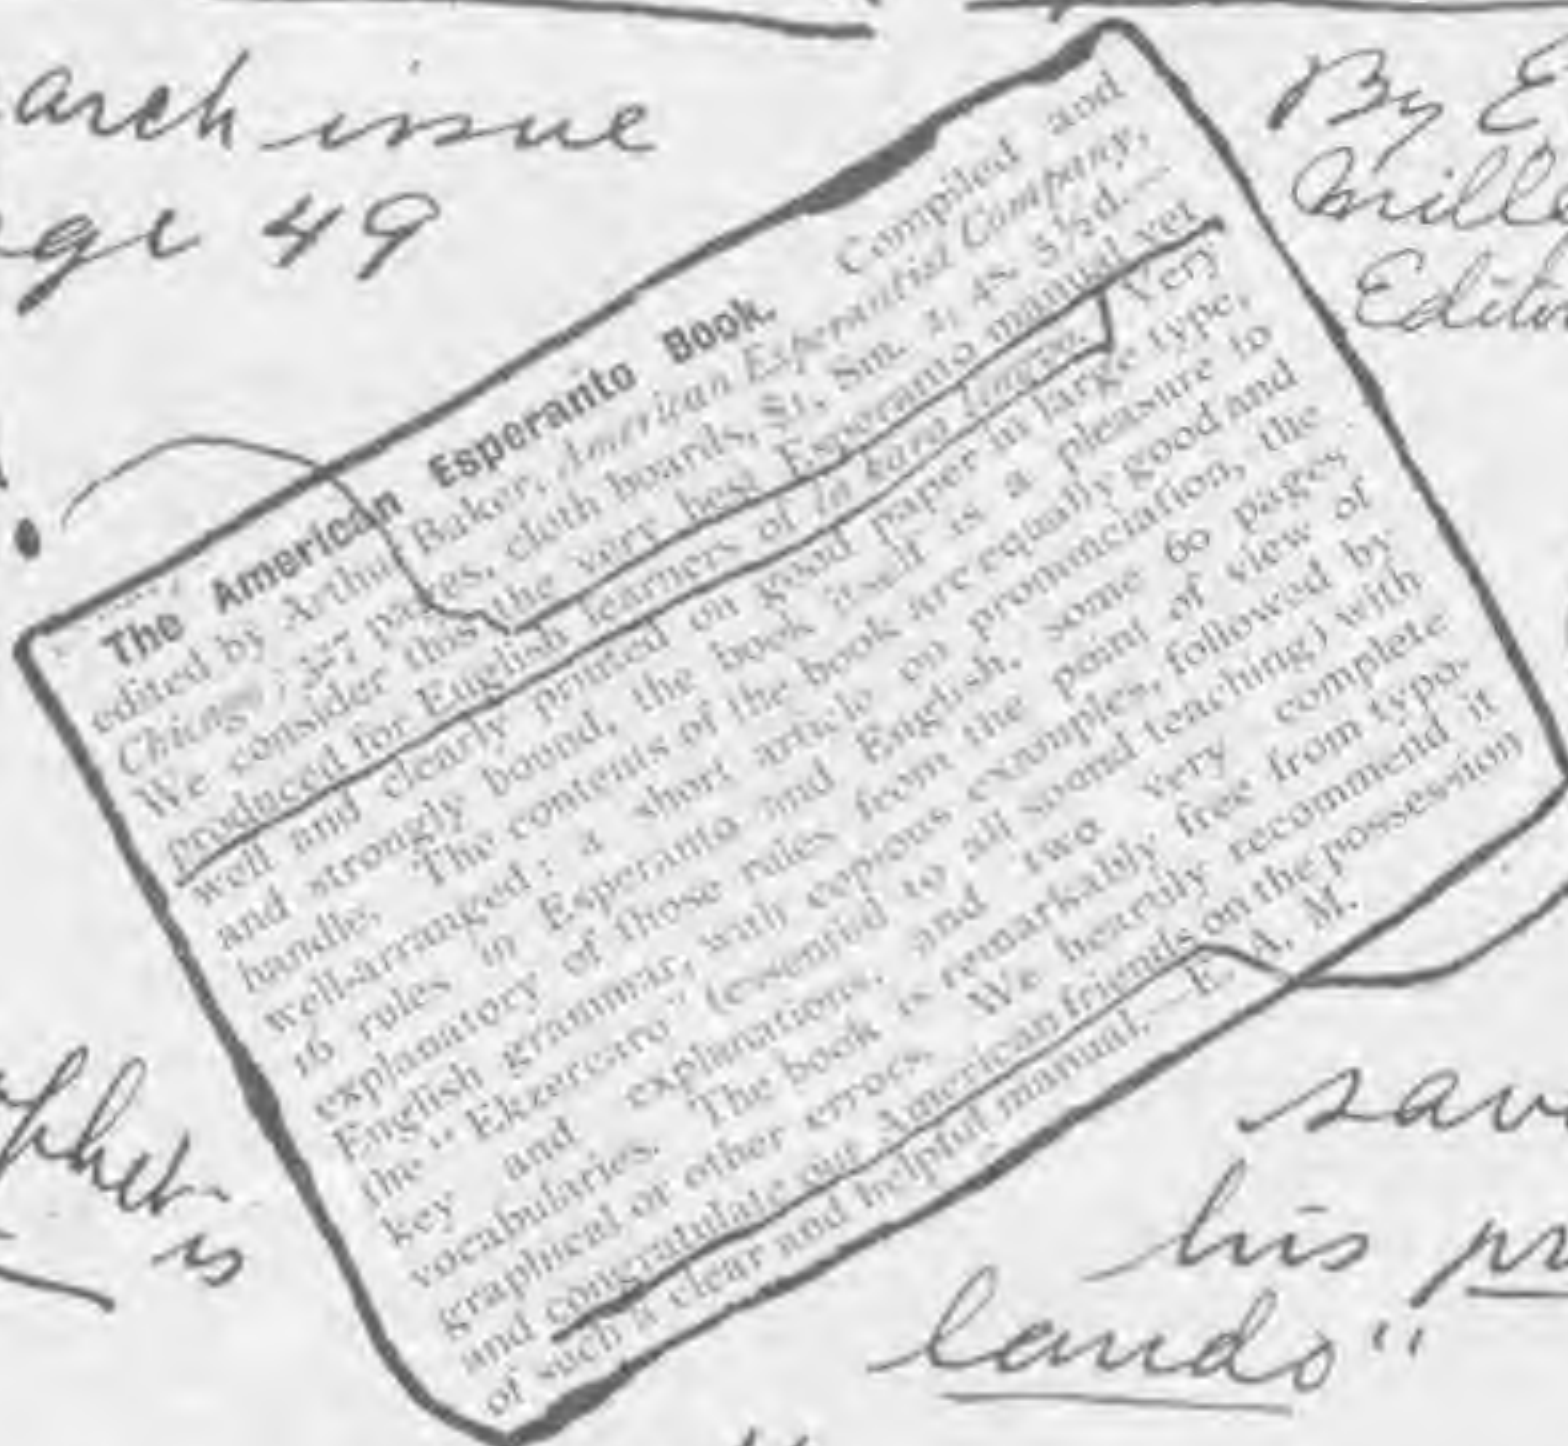 arch issue
age 49
By E
Mille
Editor
The American Esperanto Book. Compiled and
edited by Arthur Baker, American Esperantist Company,
Chicago, 327 pages, cloth boards, $1, Sm. 2, 4s. 3½d.—
We consider this the very best Esperanto manual yet
produced for English learners of la kara lingvo. Very
well and clearly printed on good paper in large type,
and strongly bound, the book itself is a pleasure to
handle. The contents of the book are equally good and
well-arranged; a short article on pronunciation, the
16 rules in Esperanto and English, some 60 pages
explanatory of those rules from the point of view of
English grammar, with copious examples, followed by
the "Ekzercaro" (essential to all sound teaching) with
key and explanations, and two very complete
vocabularies. The book is remarkably free from typo-
graphical or other errors. We heartily recommend it
and congratulate our American friends on the possession
of such a clear and helpful manual.—E. A. M.
opher
is
sav
his pr
lands"